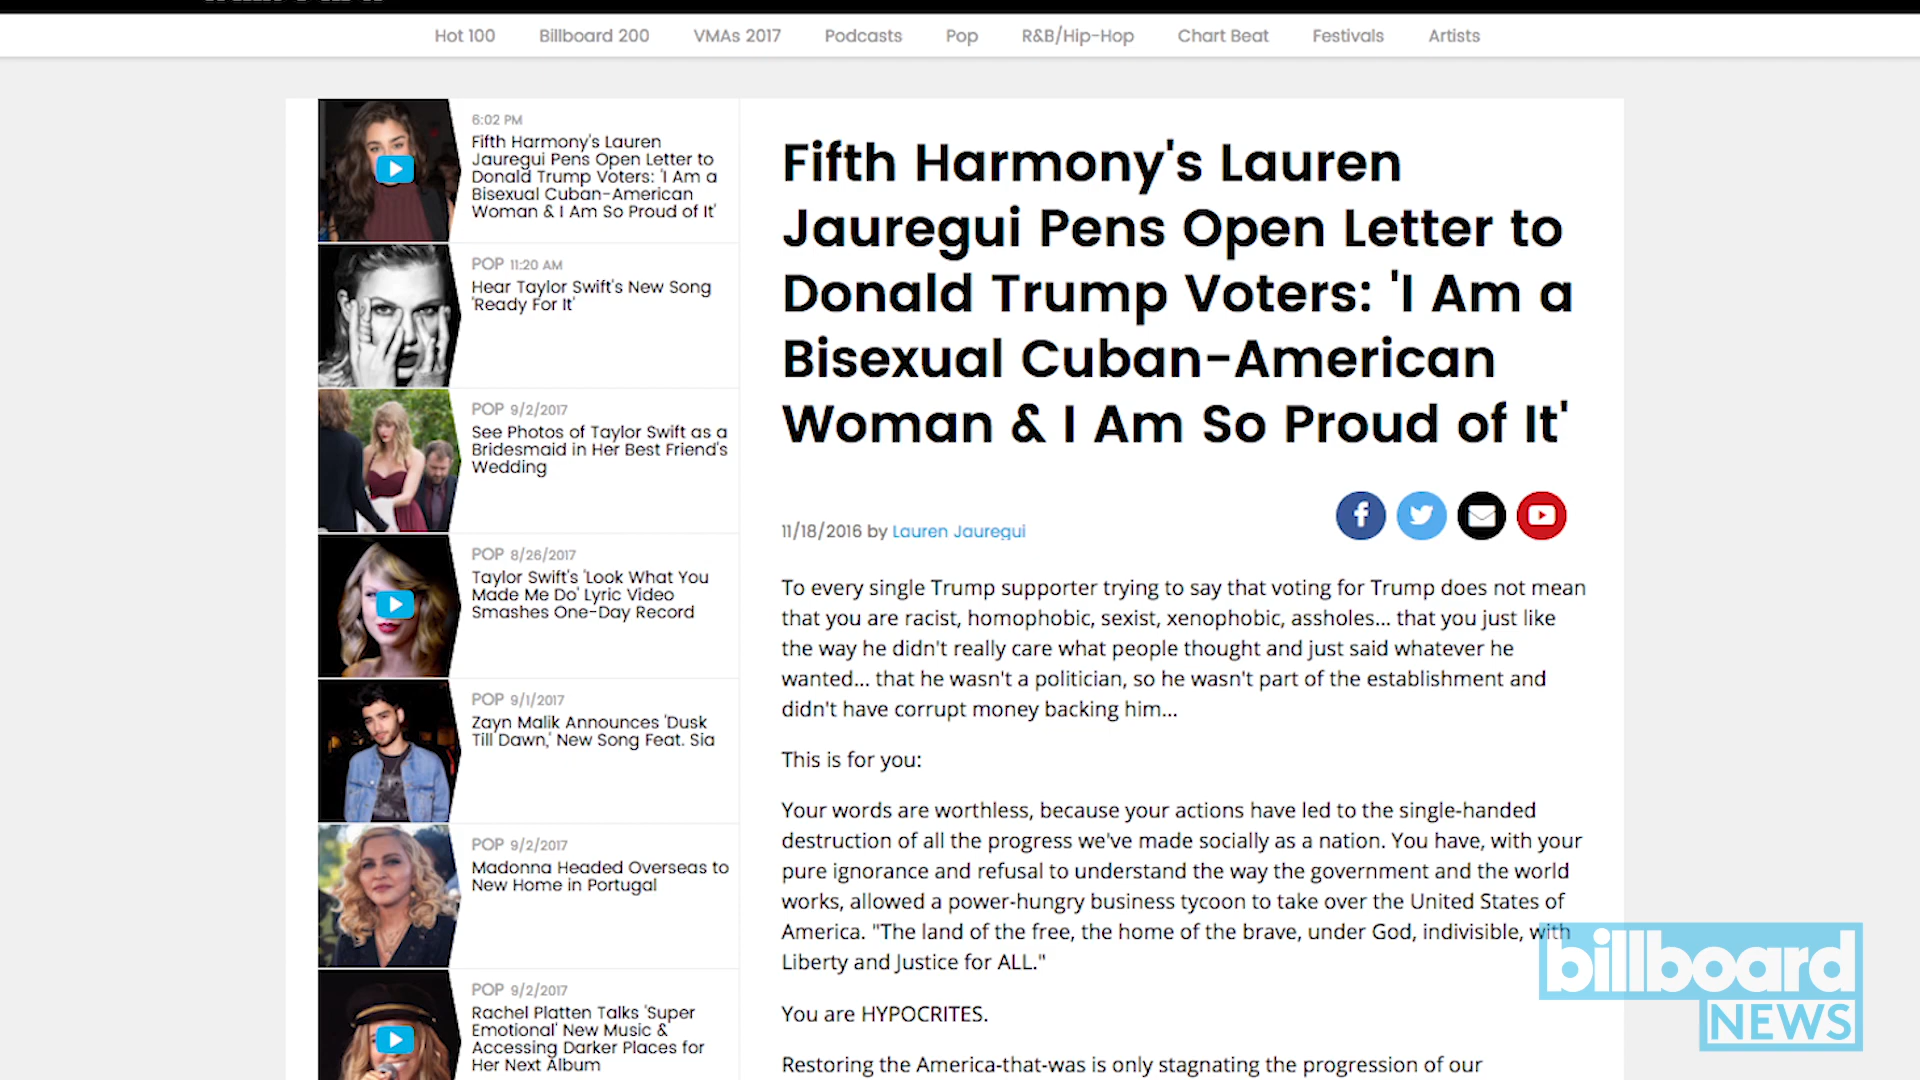 Hot 100 Billboard 200 VMAs 2017 Podcasts Pop R&B/Hip-Hop Chart Beat Festivals Artists
6:02 PM
Fifth Harmony's Lauren
Jauregui Pens Open Letter to
Donald Trump Voters: 'I Am a
Bisexual Cuban-American
Woman & I Am So Proud of It'
POP 11:20 AM
Hear Taylor Swift's New Song
'Ready For It'
POP 9/2/2017
See Photos of Taylor Swift as a
Bridesmaid in Her Best Friend's
Wedding
POP 8/26/2017
Taylor Swift's 'Look What You
Made Me Do' Lyric Video
Smashes One-Day Record
POP 9/1/2017
Zayn Malik Announces 'Dusk
Till Dawn,' New Song Feat. Sia
POP 9/2/2017
Madonna Headed Overseas to
New Home in Portugal
POP 9/2/2017
Rachel Platten Talks 'Super
Emotional' New Music &
Accessing Darker Places for
Her Next Album
Fifth Harmony's Lauren
Jauregui Pens Open Letter to
Donald Trump Voters: 'I Am a
Bisexual Cuban-American
Woman & I Am So Proud of It'
11/18/2016 by Lauren Jauregui
To every single Trump supporter trying to say that voting for Trump does not mean
that you are racist, homophobic, sexist, xenophobic, assholes... that you just like
the way he didn't really care what people thought and just said whatever he
wanted... that he wasn't a politician, so he wasn't part of the establishment and
didn't have corrupt money backing him...
This is for you:
Your words are worthless, because your actions have led to the single-handed
destruction of all the progress we've made socially as a nation. You have, with your
pure ignorance and refusal to understand the way the government and the world
works, allowed a power-hungry business tycoon to take over the United States of
America. "The land of the free, the home of the brave, under God, indivisible, with
Liberty and Justice for ALL."
You are HYPOCRITES.
Restoring the America-that-was is only stagnating the progression of our
billboard
NEWS